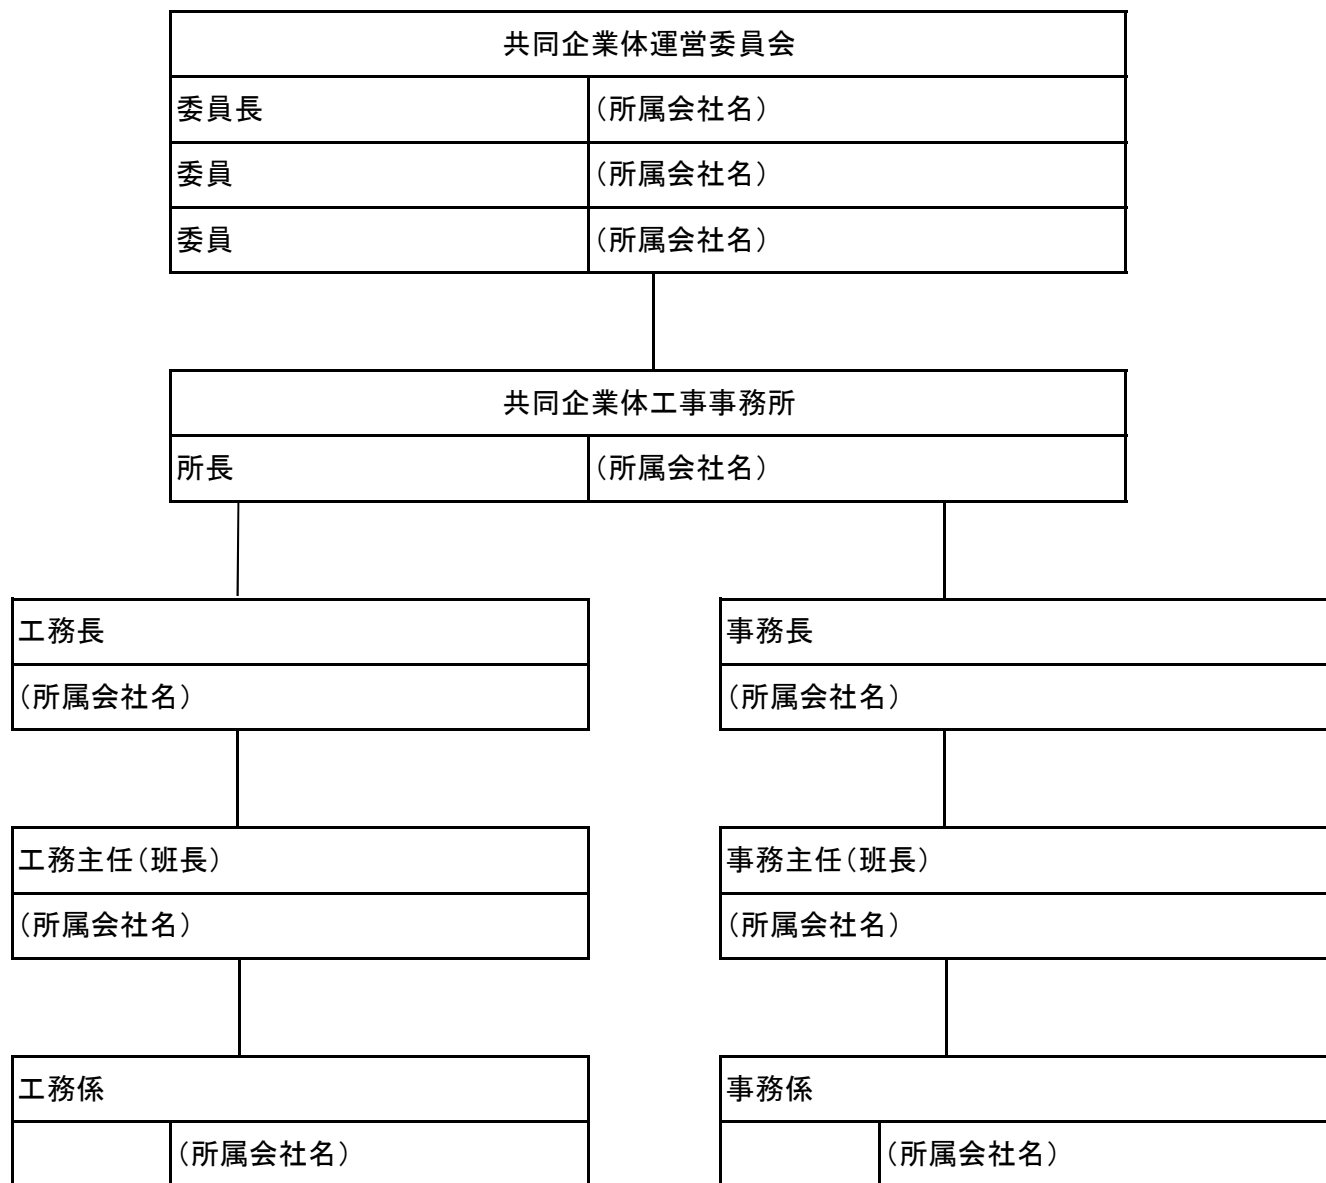 共同企業体運営委員会
委員長 （所属会社名）
委員 （所属会社名）
委員 （所属会社名）
共同企業体工事事務所
所長 （所属会社名）
工務長 事務長
（所属会社名） （所属会社名）
工務主任（班長） 事務主任（班長）
（所属会社名） （所属会社名）
工務係 事務係
（所属会社名） （所属会社名）